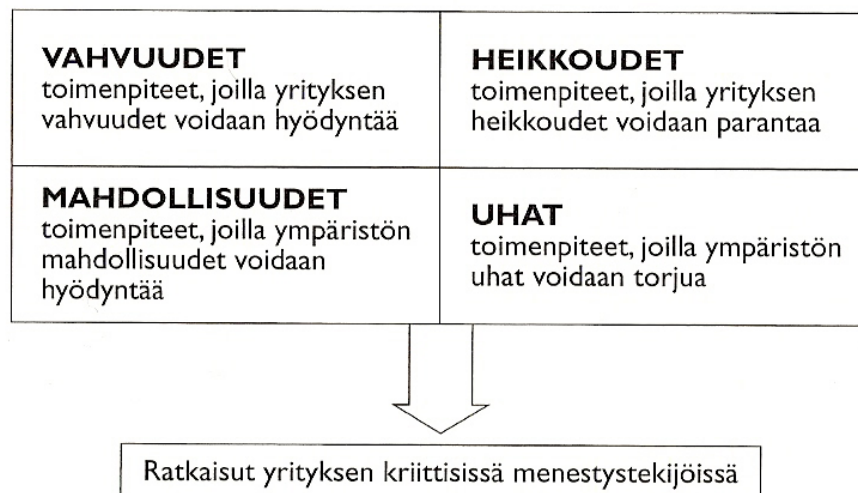 VAHVUUDET
toimenpiteet, joilla yrityksen
vahvuudet voidaan hyödyntää
HEIKKOUDET
toimenpiteet, joilla yrityksen
heikkoudet voidaan parantaa
MAHDOLLISUUDET
toimenpiteet, joilla ympäristön
mahdollisuudet voidaan
hyödyntää
UHAT
toimenpiteet, joilla ympäristön
uhat voidaan torjua
Ratkaisut yrityksen kriittisissä menestystekijöissä